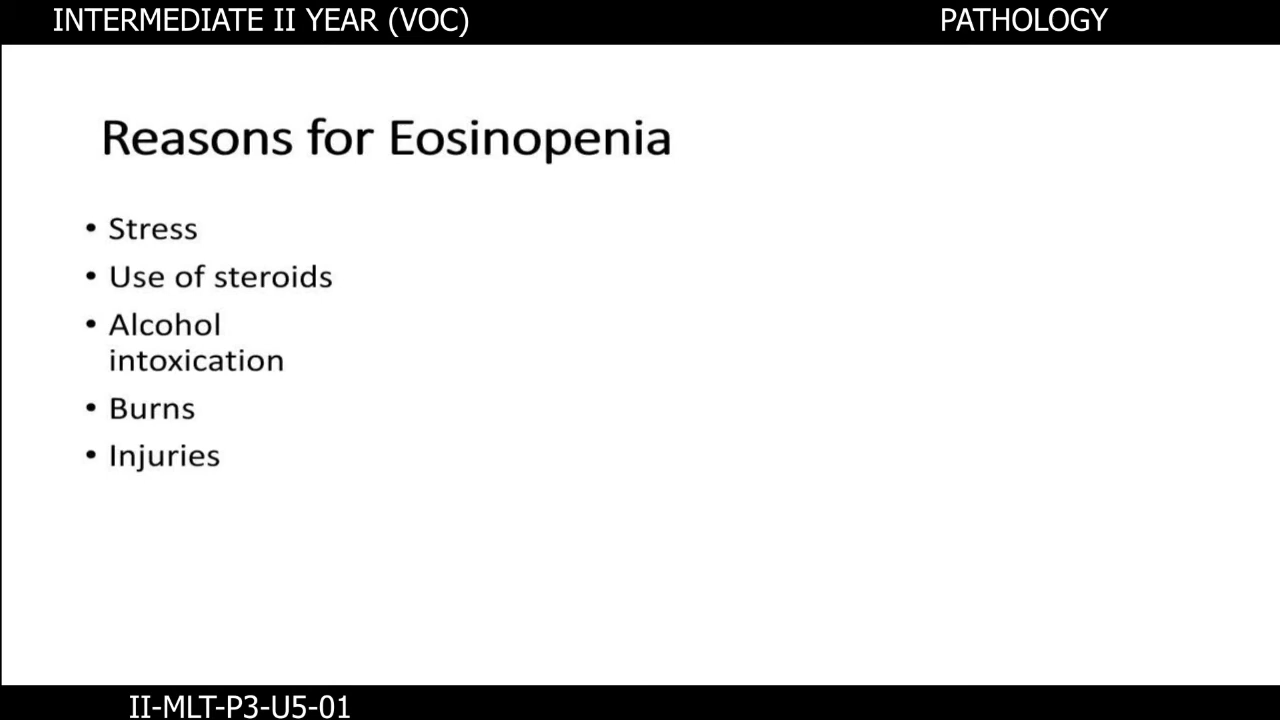 INTERMEDIATE II YEAR (VOC)
PATHOLOGY
Reasons for Eosinopenia
• Stress
• Use of steroids
• Alcohol
intoxication
• Burns
• Injuries
II-MLT-P3-U5-01